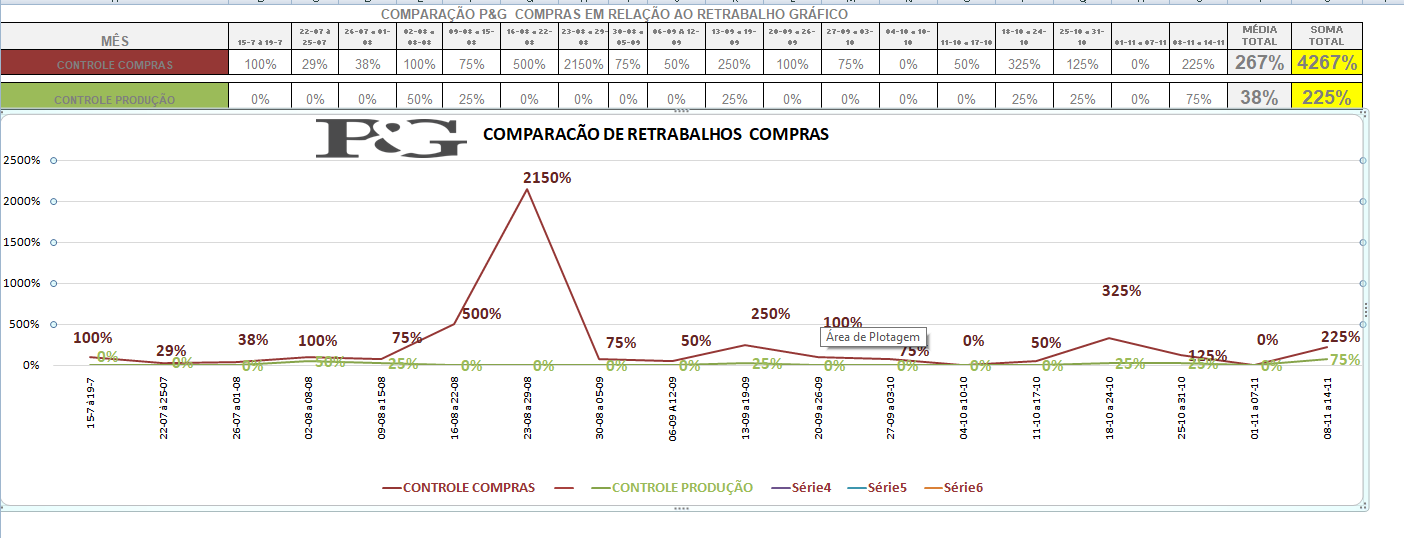 COMPARAÇÃO P&G COMPRAS EM RELAÇÃO AO RETRABALHO GRÁFICO
MÊS 15-7 à 19-7 22-07 à 25-07 26-07 a 01-08 02-08 a 08-08 09-08 a 15-08 16-08 a 22-08 23-08 a 29-08 30-08 a 05-09 06-09 A 12-09 13-09 a 19-09 20-09 a 26-09 27-09 a 03-10 04-10 a 10-10 11-10 a 17-10 18-10 a 24-10 25-10 a 31-10 01-11 a 07-11 08-11 a 14-11 MÉDIA TOTAL SOMA TOTAL
CONTROLE COMPRAS 100% 29% 38% 100% 75% 500% 2150% 75% 50% 250% 100% 75% 0% 50% 325% 125% 0% 225% 267% 4267%
CONTROLE PRODUÇÃO 0% 0% 0% 50% 25% 0% 0% 0% 0% 25% 0% 0% 0% 0% 25% 25% 0% 75% 38% 225%
P&G COMPARACÃO DE RETRABALHOS COMPRAS
2500%
2000%
1500%
1000%
500%
0%
100% 29% 38% 100% 75% 500% 2150% 75% 50% 250% 100% 75% 0% 50% 325% 125% 0% 225%
Área de Plotagem
0% 0% 0% 50% 25% 0% 0% 0% 0% 25% 0% 0% 0% 0% 25% 25% 0% 75%
15-7 à 19-7
22-07 à 25-07
26-07 a 01-08
02-08 a 08-08
09-08 a 15-08
16-08 a 22-08
23-08 a 29-08
30-08 a 05-09
06-09 A 12-09
13-09 a 19-09
20-09 a 26-09
27-09 a 03-10
04-10 a 10-10
11-10 a 17-10
18-10 a 24-10
25-10 a 31-10
01-11 a 07-11
08-11 a 14-11
CONTROLE COMPRAS CONTROLE PRODUÇÃO Série4 Série5 Série6